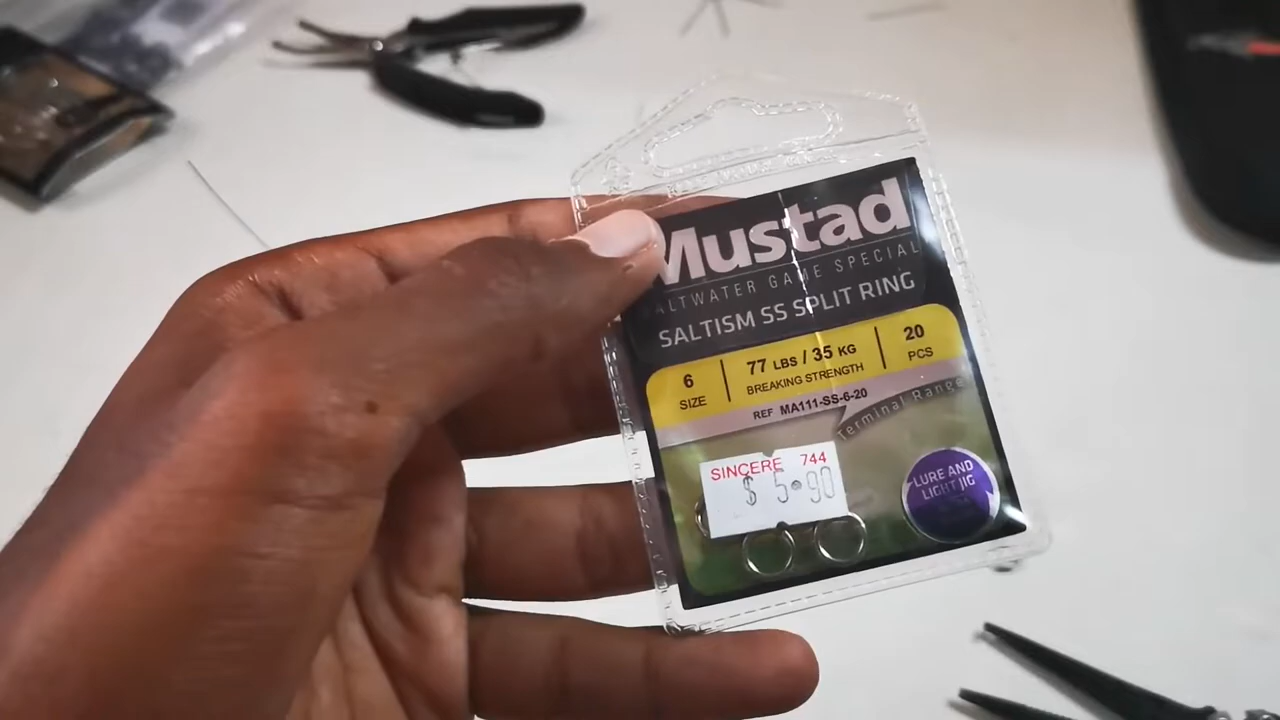 Mustad
SALTWATER GAME SPECIAL
SALTISM SS SPLIT RING
6
SIZE
77 LBS / 35 KG
BREAKING STRENGTH
20
PCS
REF MA111-SS-6-20
Terminal Range
SINCERE 744
$ 5.90
LURE AND
LIGHT JIG